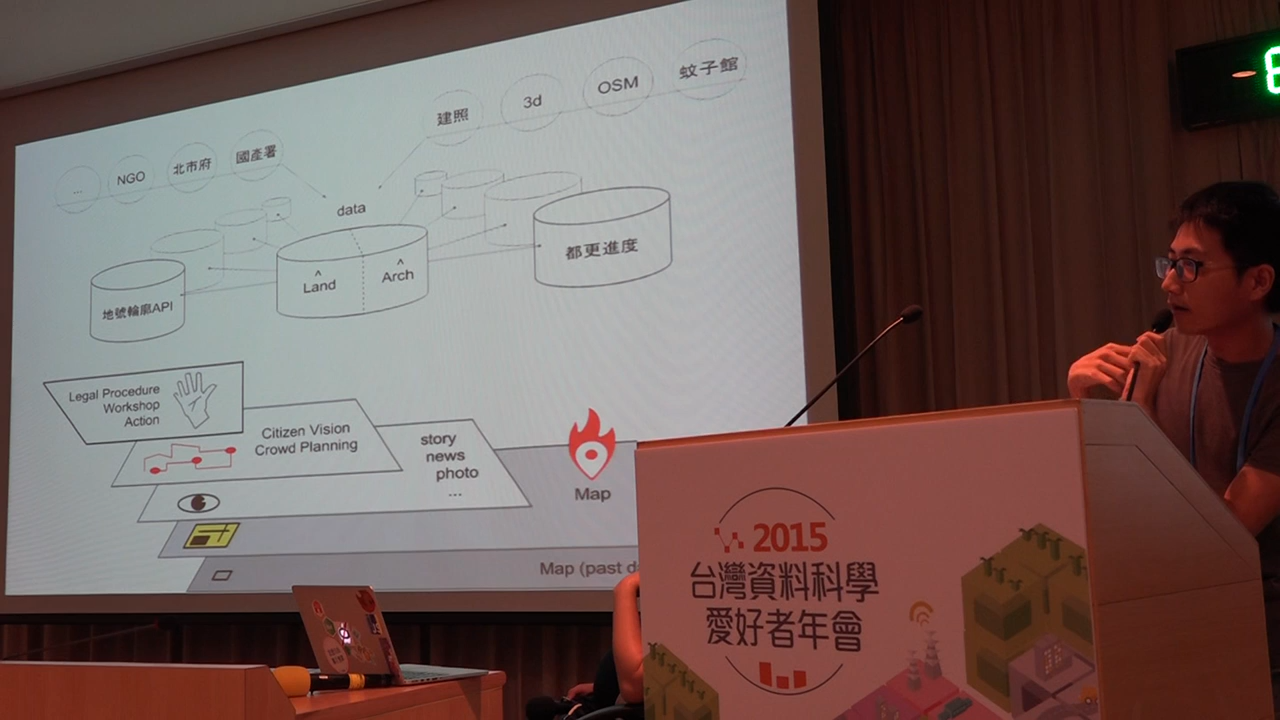 ...
NGO
北市府
國產署
建照
3d
OSM
蚊子館
data
地號輪廓API
^
Land
^
Arch
都更進度
Legal Procedure
Workshop
Action
Citizen Vision
Crowd Planning
story
news
photo
...
Map
Map (past
2015
台灣資料科學
愛好者年會